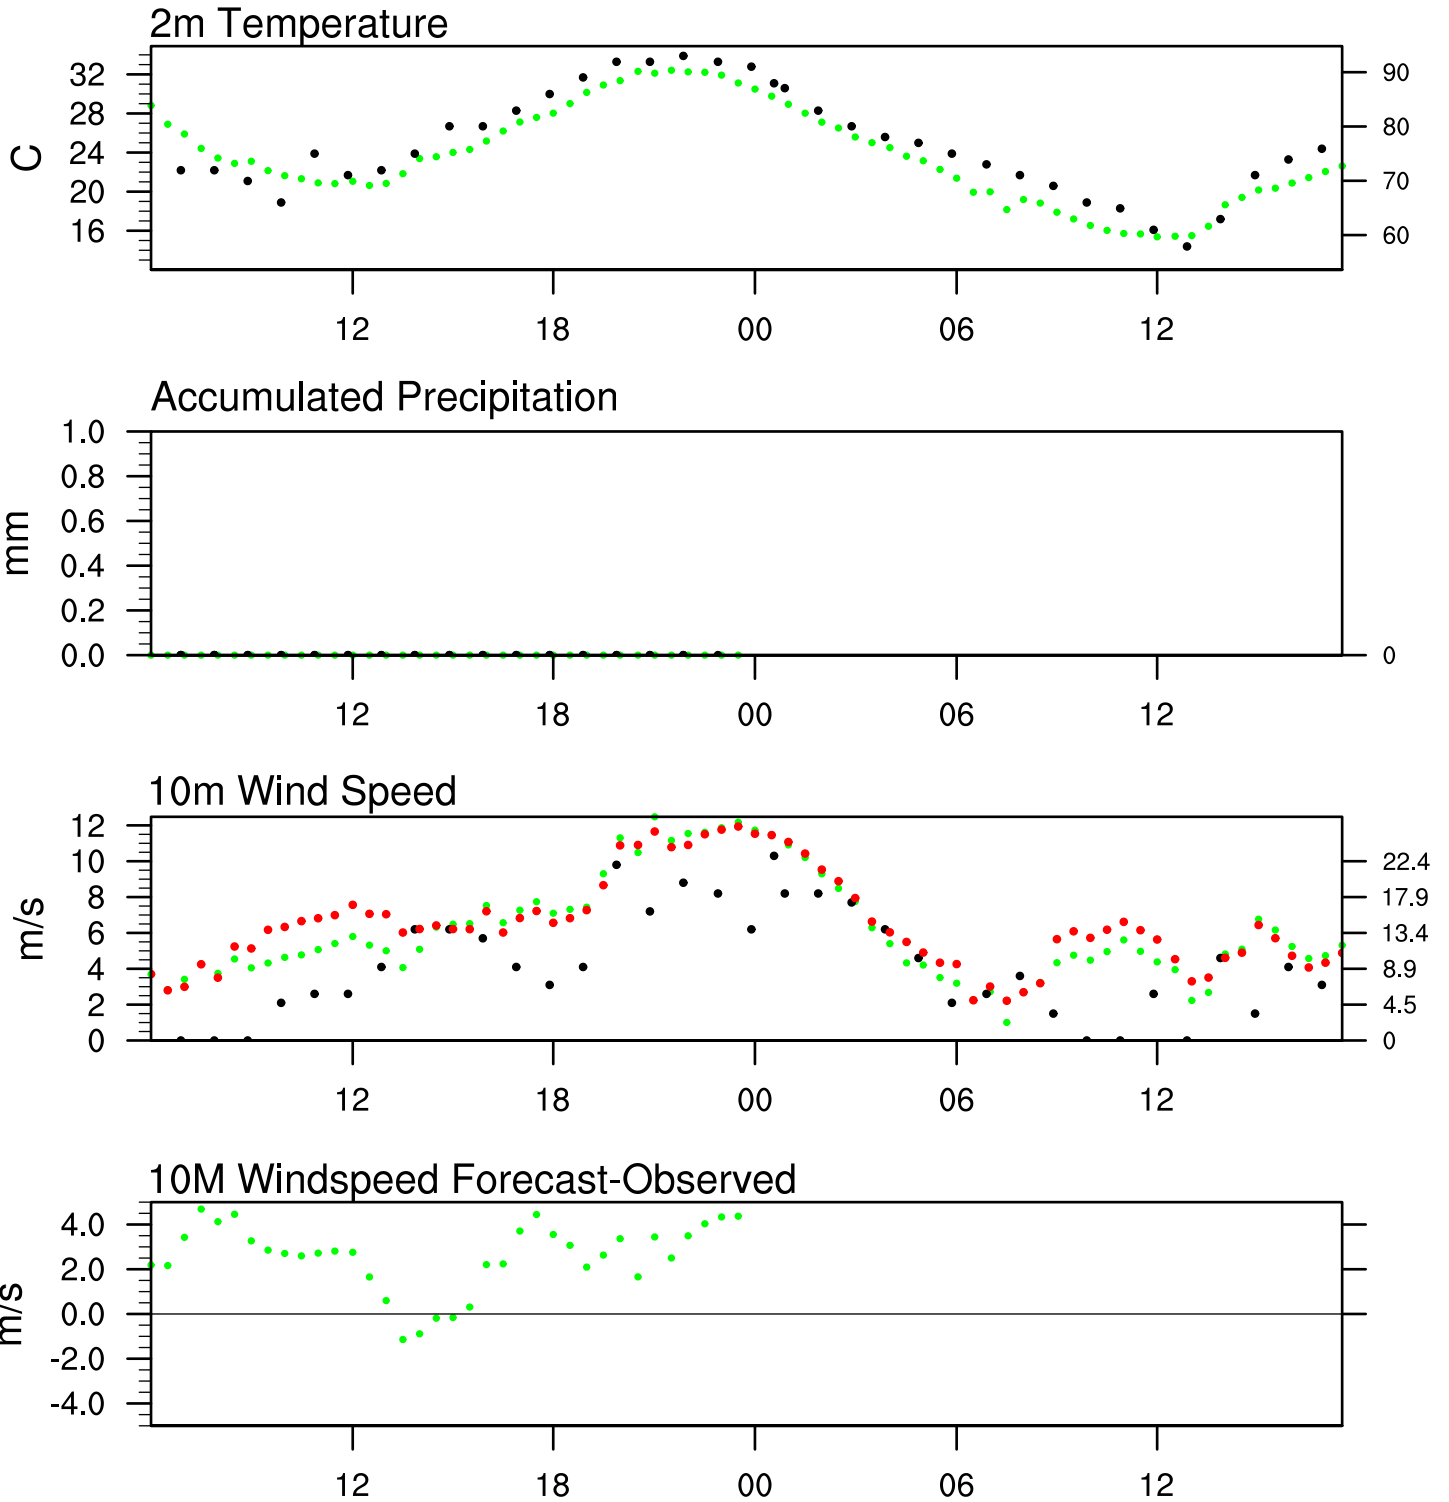 2m Temperature
C
32
28
24
20
16
90
80
70
60
12 18 00 06 12
Accumulated Precipitation
mm
1.0
0.8
0.6
0.4
0.2
0.0
0
12 18 00 06 12
10m Wind Speed
m/s
12
10
8
6
4
2
0
22.4
17.9
13.4
8.9
4.5
0
12 18 00 06 12
10M Windspeed Forecast-Observed
m/s
4.0
2.0
0.0
-2.0
-4.0
12 18 00 06 12